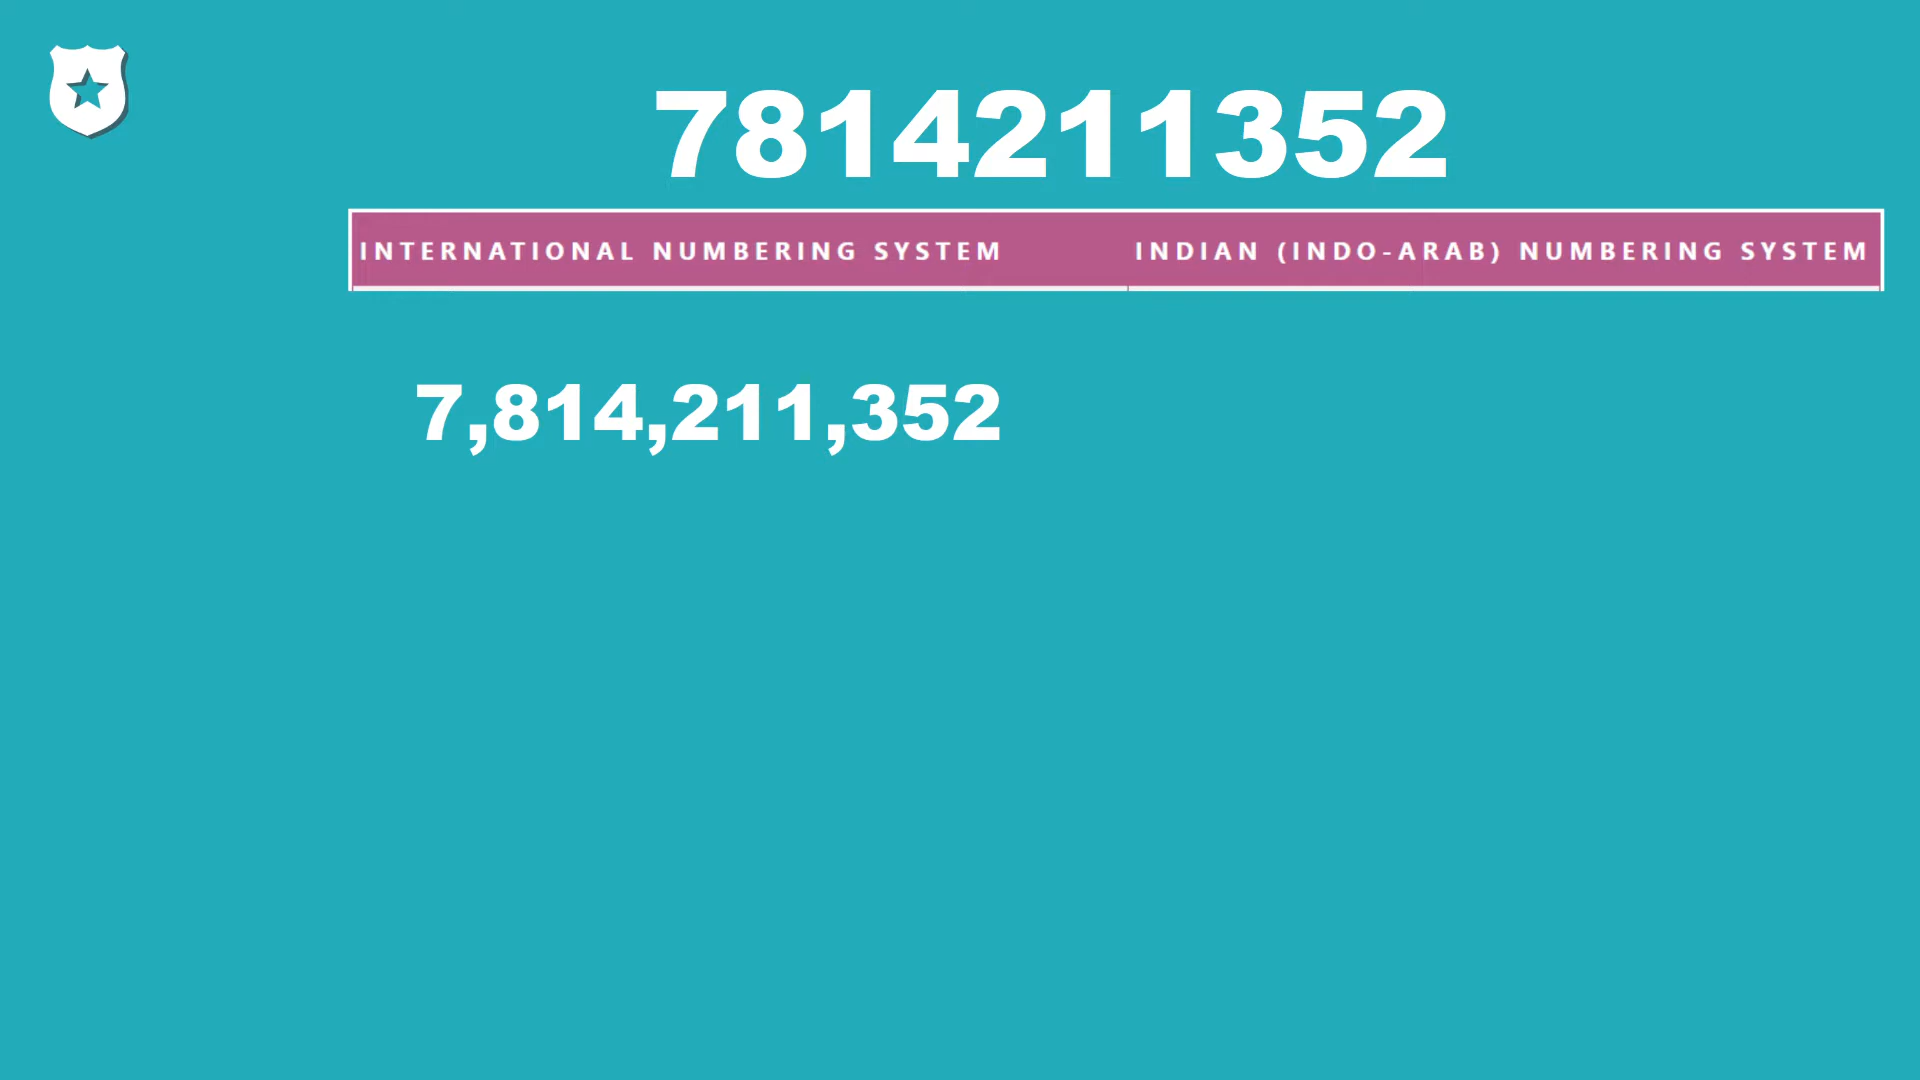 7814211352
INTERNATIONAL NUMBERING SYSTEM INDIAN (INDO-ARAB) NUMBERING SYSTEM
7,814,211,352